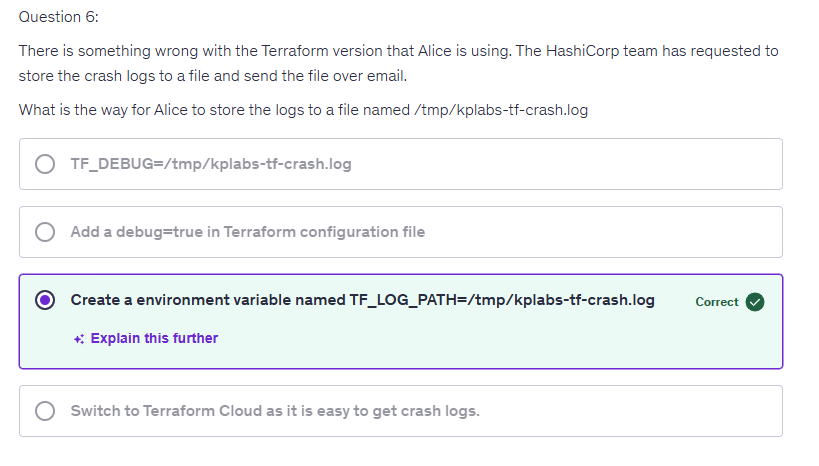 Question 6:
There is something wrong with the Terraform version that Alice is using. The HashiCorp team has requested to
store the crash logs to a file and send the file over email.
What is the way for Alice to store the logs to a file named /tmp/kplabs-tf-crash.log
TF_DEBUG=/tmp/kplabs-tf-crash.log
Add a debug=true in Terraform configuration file
Create a environment variable named TF_LOG_PATH=/tmp/kplabs-tf-crash.log
Correct
Explain this further
Switch to Terraform Cloud as it is easy to get crash logs.